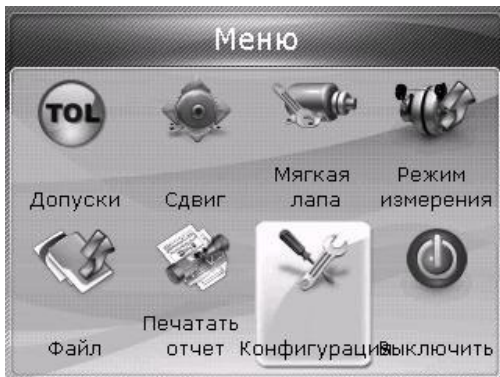 Меню
TOL
Допуски
Сдвиг
Мягкая
лапа
Режим
измерения
Файл
Печатать
отчет
Конфигурация
Выключить